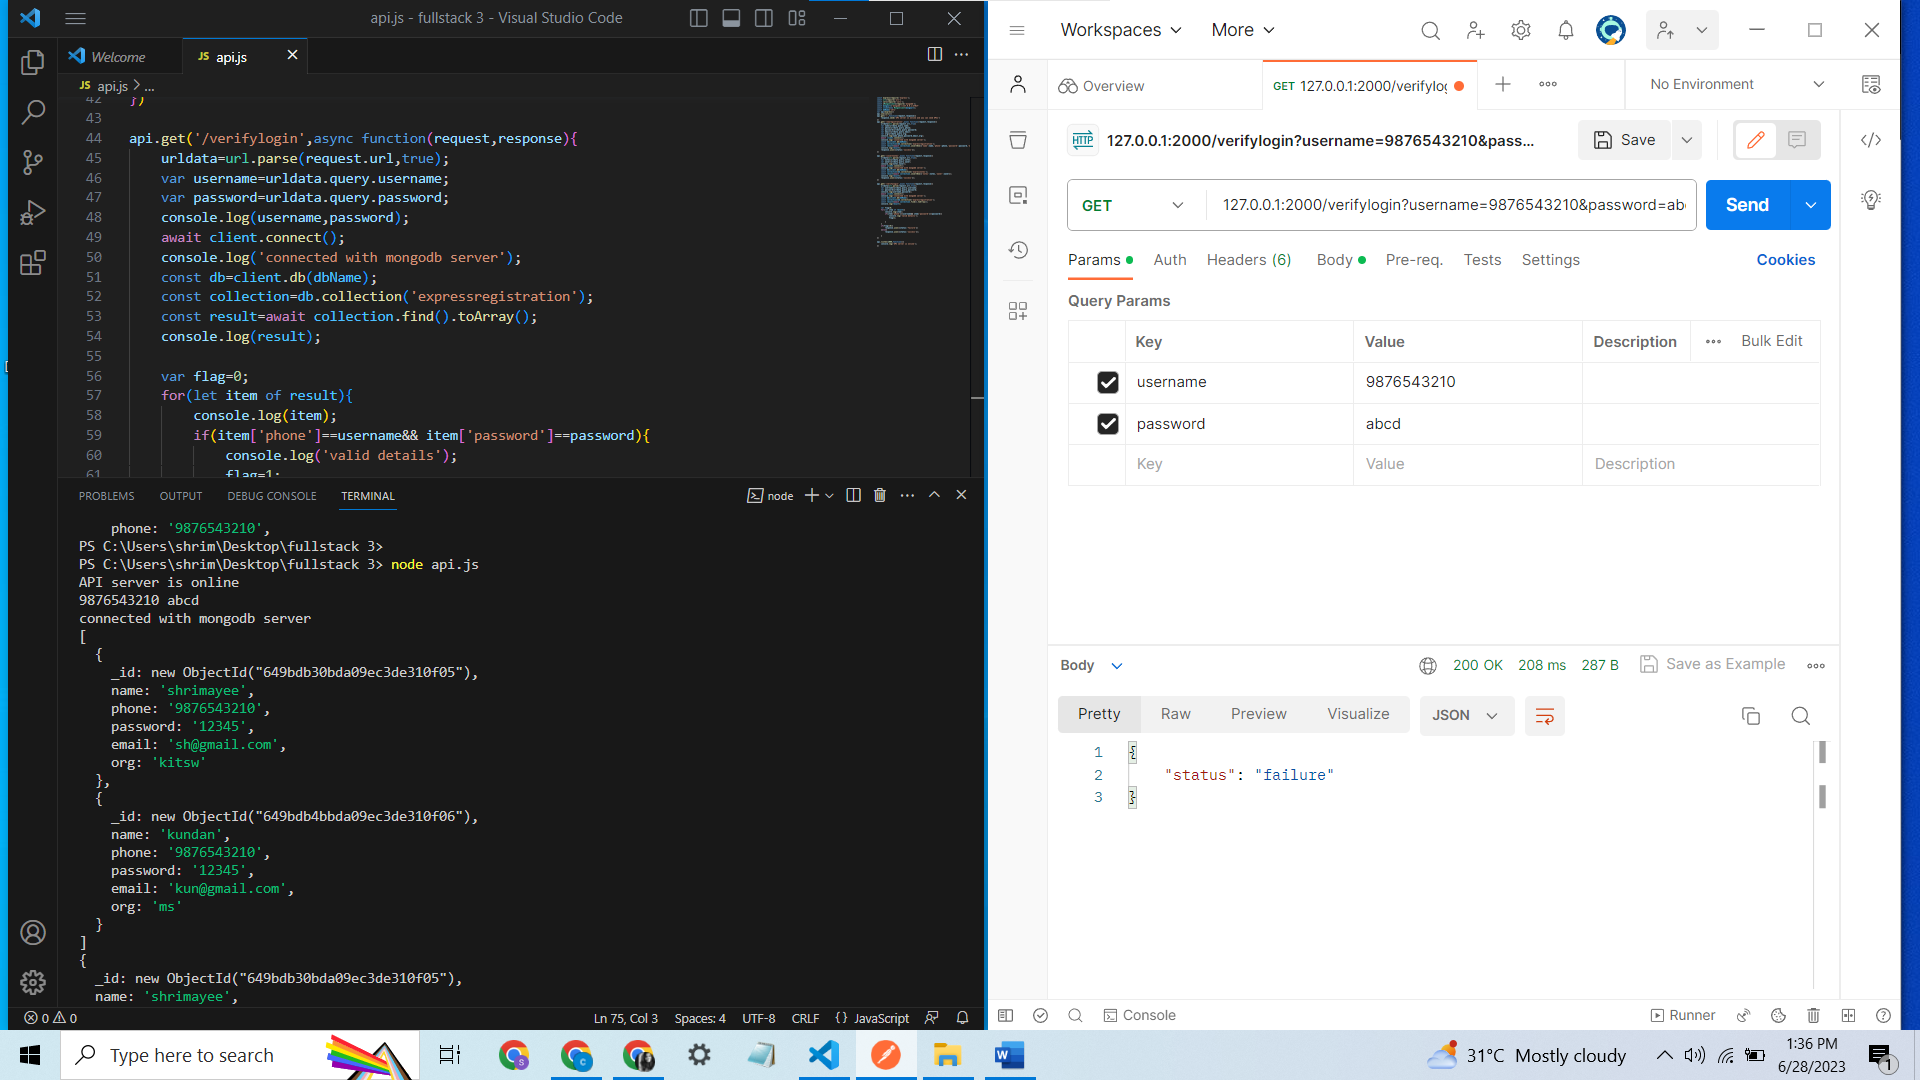 api.js - fullstack 3 - Visual Studio Code
Welcome
JS api.js
JS api.js > ...
42 })
43
44 api.get('/verifylogin',async function(request,response){
45 urldata=url.parse(request.url,true);
46 var username=urldata.query.username;
47 var password=urldata.query.password;
48 console.log(username,password);
49 await client.connect();
50 console.log('connected with mongodb server');
51 const db=client.db(dbName);
52 const collection=db.collection('expressregistration');
53 const result=await collection.find().toArray();
54 console.log(result);
55
56 var flag=0;
57 for(let item of result){
58 console.log(item);
59 if(item['phone']==username&& item['password']==password){
60 console.log('valid details');
61 flag=1;
PROBLEMS OUTPUT DEBUG CONSOLE TERMINAL node
phone: '9876543210',
PS C:\Users\shrim\Desktop\fullstack 3>
PS C:\Users\shrim\Desktop\fullstack 3> node api.js
API server is online
9876543210 abcd
connected with mongodb server
[
{
_id: new ObjectId("649bdb30bda09ec3de310f05"),
name: 'shrimayee',
phone: '9876543210',
password: '12345',
email: 'sh@gmail.com',
org: 'kitsw'
},
{
_id: new ObjectId("649bdb4bbda09ec3de310f06"),
name: 'kundan',
phone: '9876543210',
password: '12345',
email: 'kun@gmail.com',
org: 'ms'
}
]
{
_id: new ObjectId("649bdb30bda09ec3de310f05"),
name: 'shrimayee',
0 0 Ln 75, Col 3 Spaces: 4 UTF-8 CRLF {} JavaScript
Workspaces More
Overview GET 127.0.0.1:2000/verifylo No Environment
HTTP 127.0.0.1:2000/verifylogin?username=9876543210&pass... Save
GET 127.0.0.1:2000/verifylogin?username=9876543210&password=abc Send
Params Auth Headers (6) Body Pre-req. Tests Settings Cookies
Query Params
Key Value Description Bulk Edit
username 9876543210
password abcd
Key Value Description
Body 200 OK 208 ms 287 B Save as Example
Pretty Raw Preview Visualize JSON
1 {
2 "status": "failure"
3 }
Console Runner
Type here to search
31°C Mostly cloudy
1:36 PM
6/28/2023
1